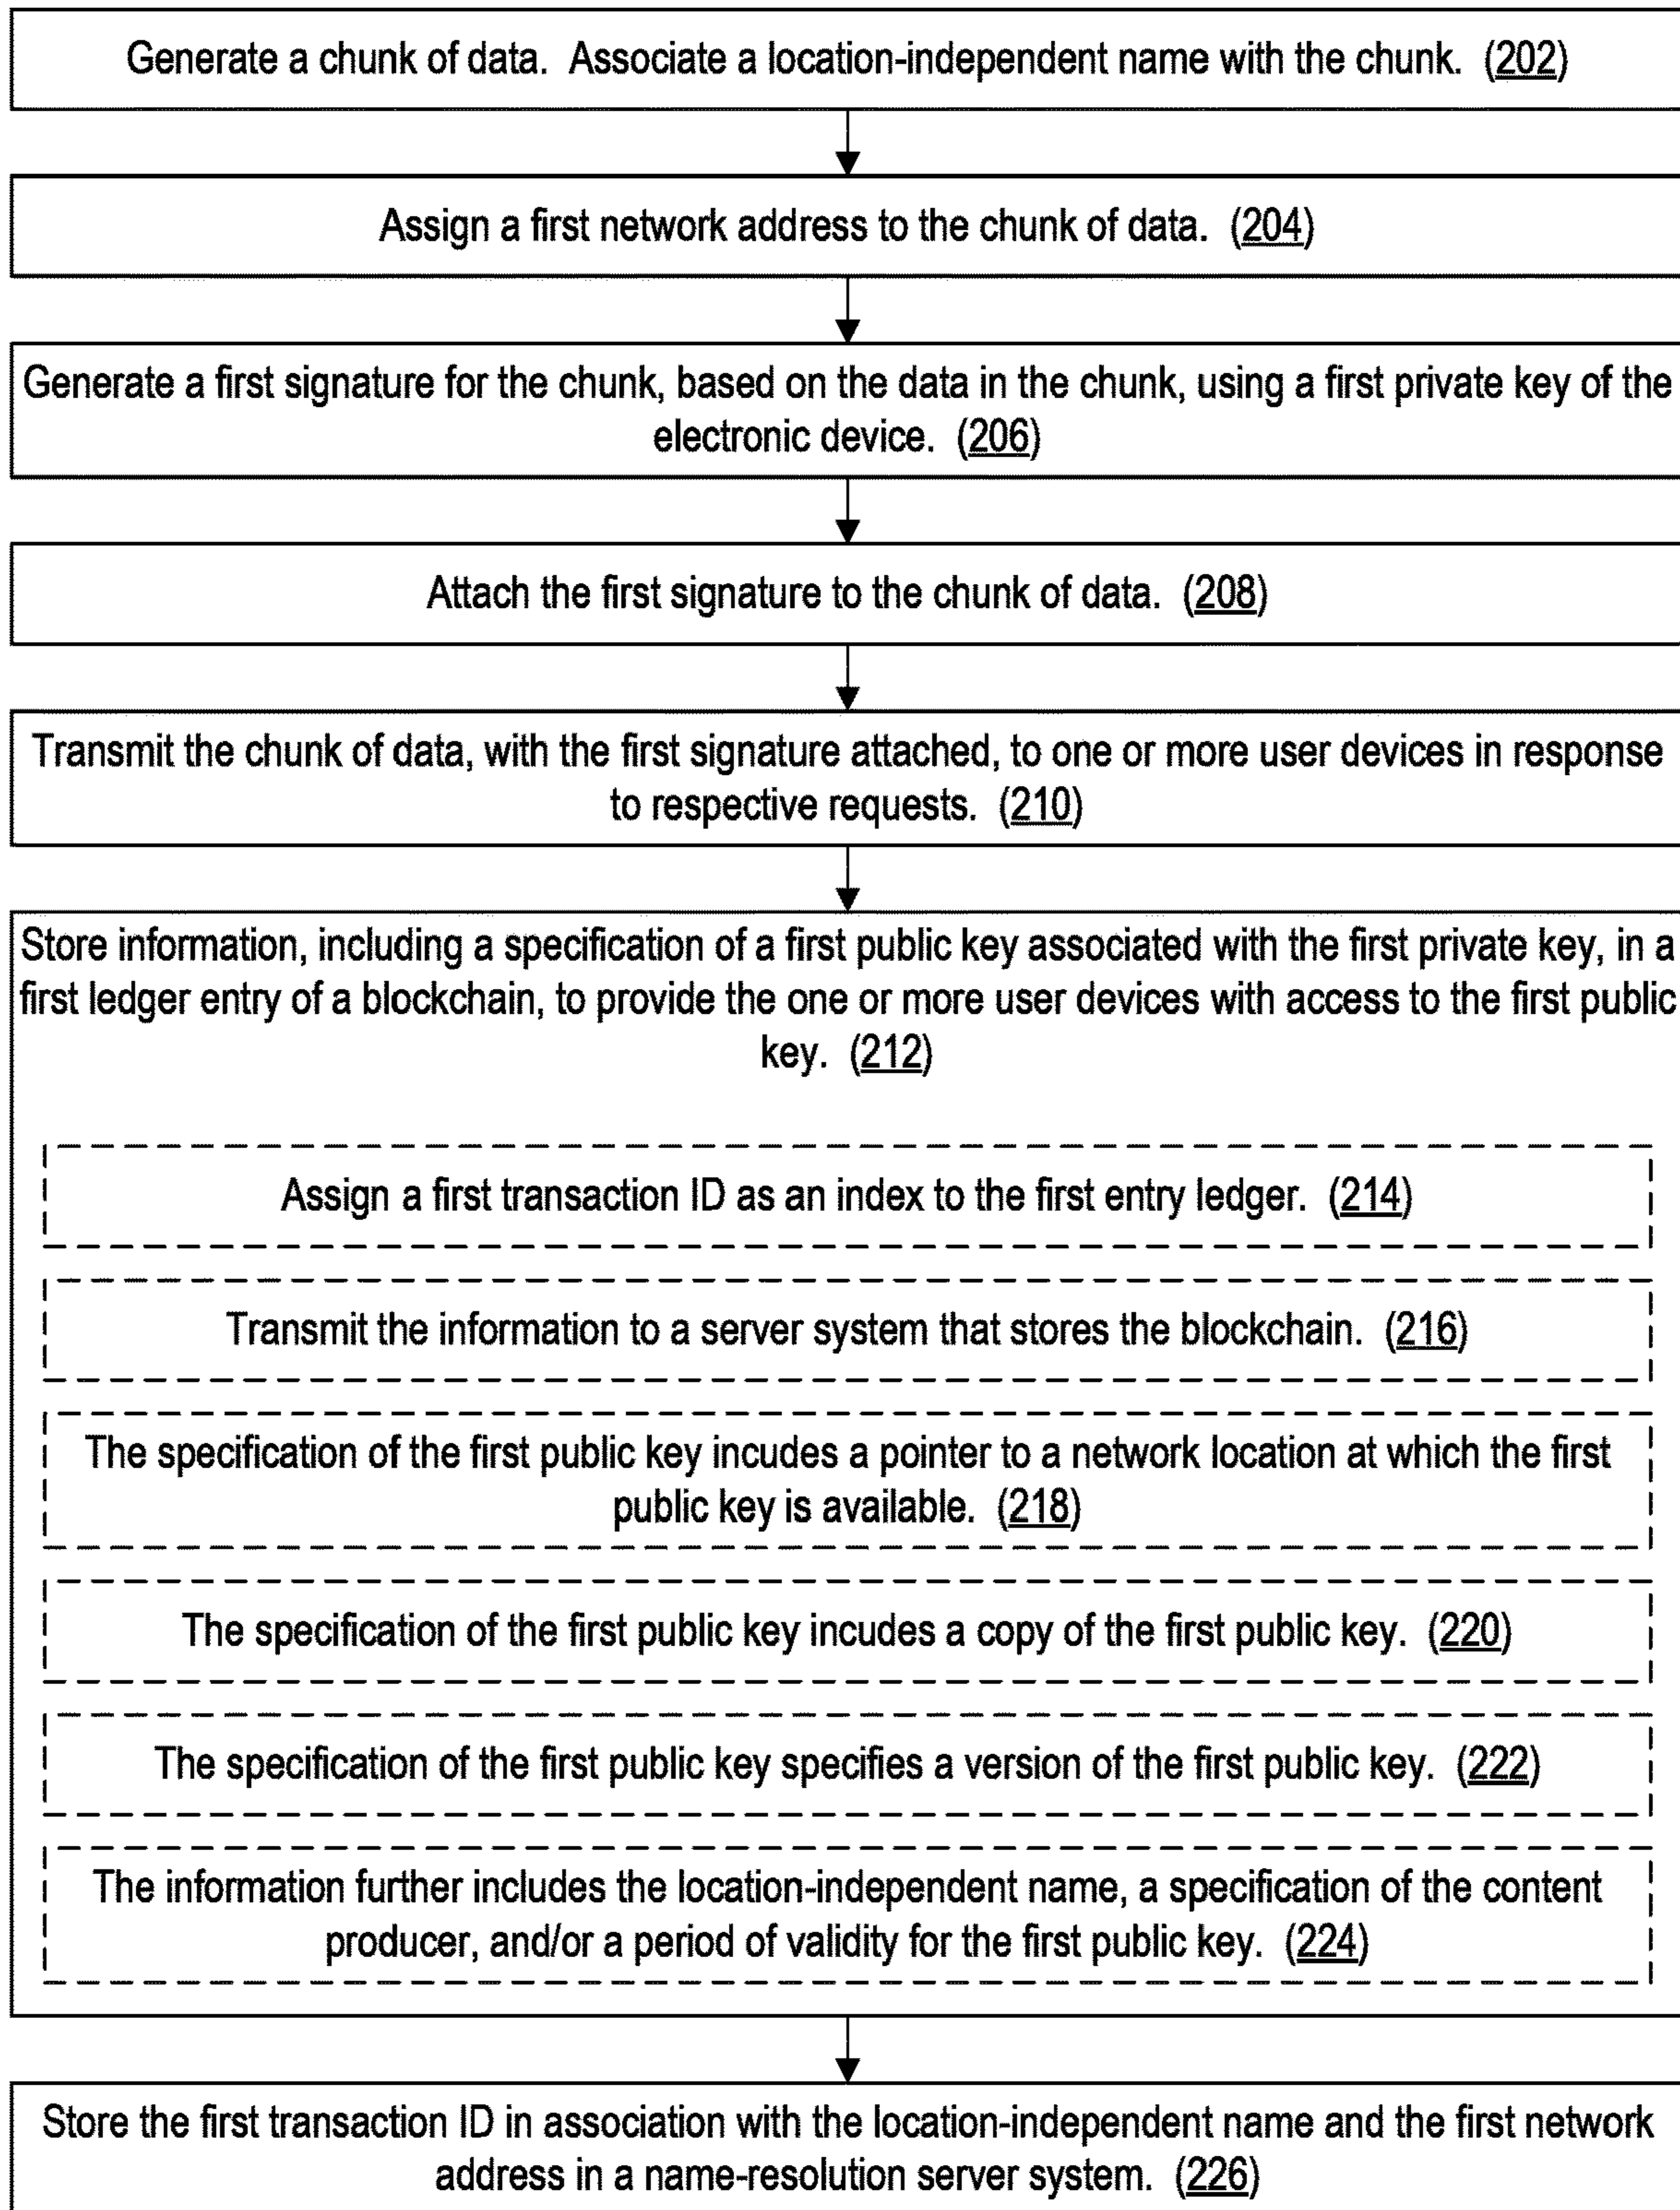 Generate a chunk of data. Associate a location-independent name with the chunk. (202)
Assign a first network address to the chunk of data. (204)
Generate a first signature for the chunk, based on the data in the chunk, using a first private key of the
electronic device. (206)
Attach the first signature to the chunk of data. (208)
Transmit the chunk of data, with the first signature attached, to one or more user devices in response
to respective requests. (210)
Store information, including a specification of a first public key associated with the first private key, in a
first ledger entry of a blockchain, to provide the one or more user devices with access to the first public
key. (212)
Assign a first transaction ID as an index to the first entry ledger. (214)
Transmit the information to a server system that stores the blockchain. (216)
The specification of the first public key incudes a pointer to a network location at which the first
public key is available. (218)
The specification of the first public key incudes a copy of the first public key. (220)
The specification of the first public key specifies a version of the first public key. (222)
The information further includes the location-independent name, a specification of the content
producer, and/or a period of validity for the first public key. (224)
Store the first transaction ID in association with the location-independent name and the first network
address in a name-resolution server system. (226)